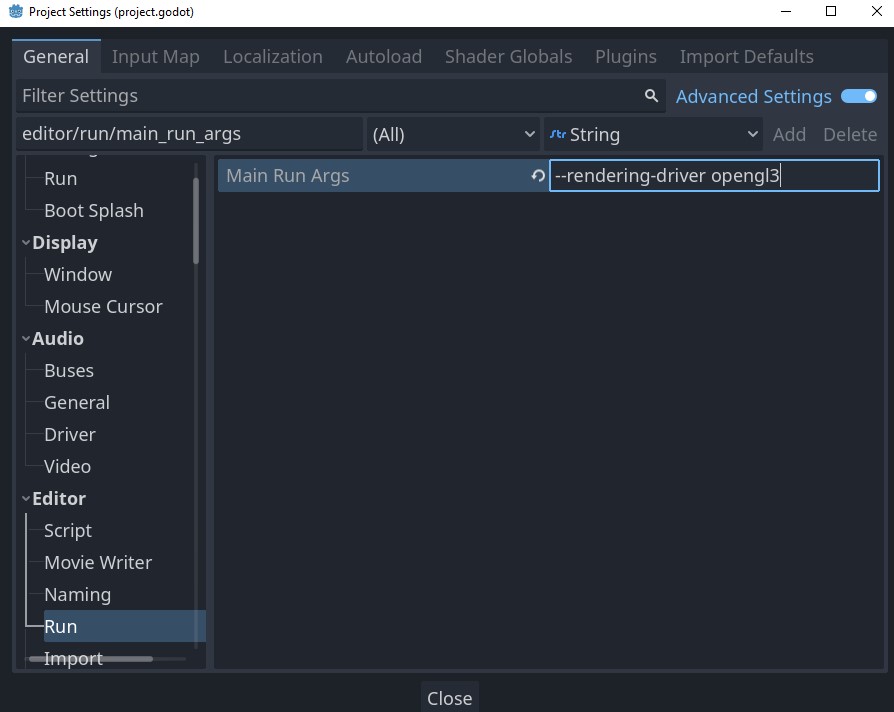 Project Settings (project.godot)
General Input Map Localization Autoload Shader Globals Plugins Import Defaults
Filter Settings Advanced Settings
editor/run/main_run_args (All) String Add Delete
Run
Boot Splash
Display
Window
Mouse Cursor
Audio
Buses
General
Driver
Video
Editor
Script
Movie Writer
Naming
Run
Import
Main Run Args --rendering-driver opengl3
Close